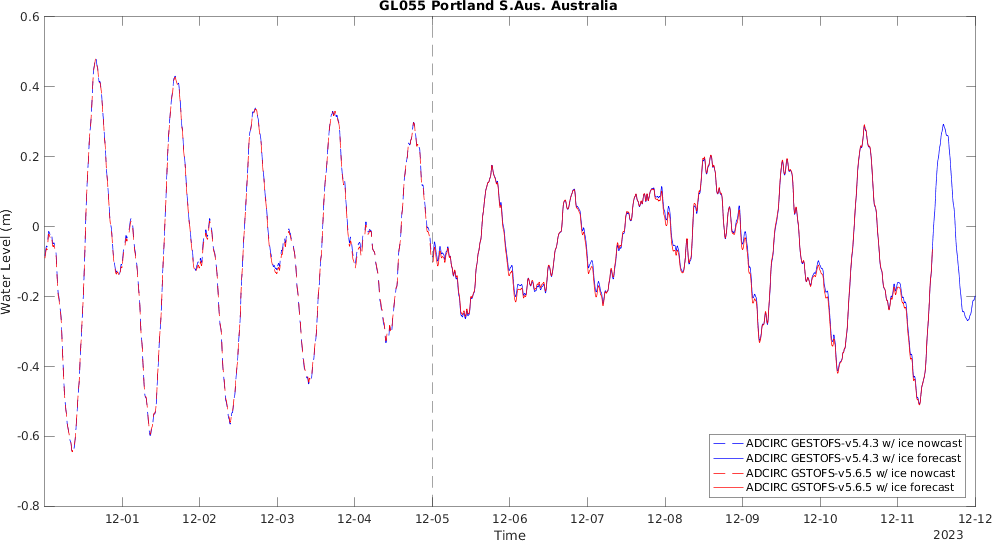 GL055 Portland S.Aus. Australia
Water Level (m)
0.6
0.4
0.2
0
-0.2
-0.4
-0.6
-0.8
ADCIRC GESTOFS-v5.4.3 w/ ice nowcast
ADCIRC GESTOFS-v5.4.3 w/ ice forecast
ADCIRC GSTOFS-v5.6.5 w/ ice nowcast
ADCIRC GSTOFS-v5.6.5 w/ ice forecast
12-01 12-02 12-03 12-04 12-05 12-06 12-07 12-08 12-09 12-10 12-11 12-12
Time
2023